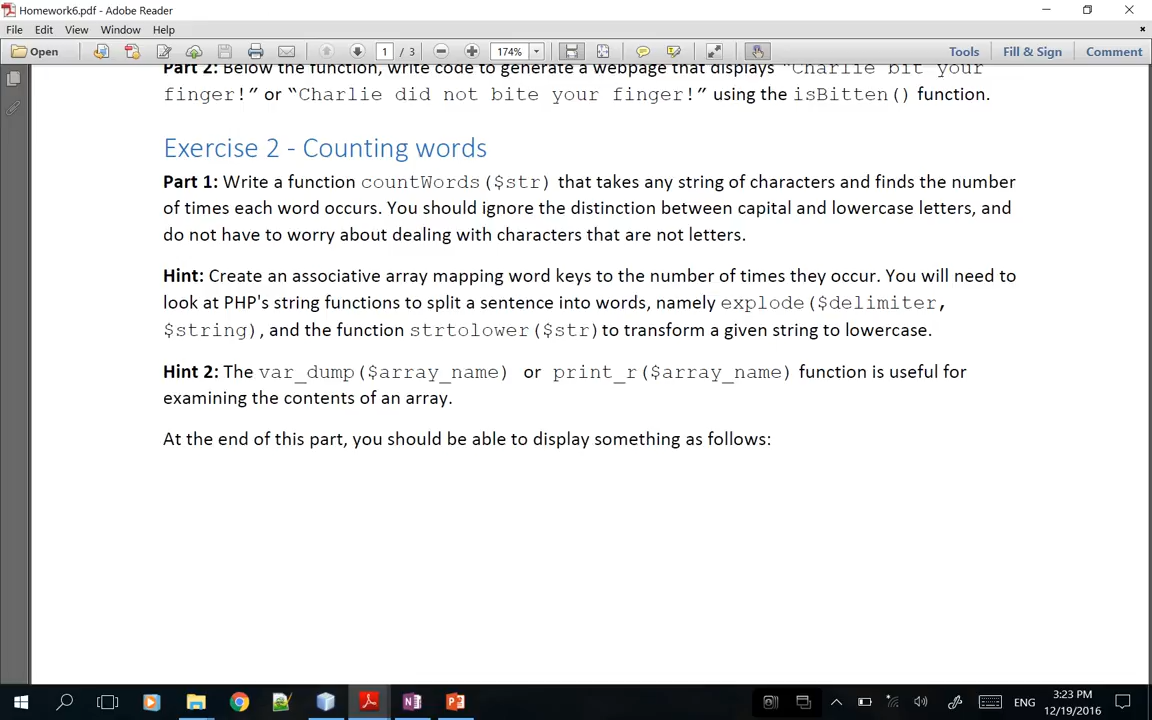 Homework6.pdf - Adobe Reader
File Edit View Window Help
Open 1 / 3 174% Tools Fill & Sign Comment
Part 2: Below the function, write code to generate a webpage that displays "Charlie bit your
finger!" or "Charlie did not bite your finger!" using the isBitten() function.
Exercise 2 - Counting words
Part 1: Write a function countWords($str) that takes any string of characters and finds the number
of times each word occurs. You should ignore the distinction between capital and lowercase letters, and
do not have to worry about dealing with characters that are not letters.
Hint: Create an associative array mapping word keys to the number of times they occur. You will need to
look at PHP's string functions to split a sentence into words, namely explode($delimiter,
$string), and the function strtolower($str) to transform a given string to lowercase.
Hint 2: The var_dump($array_name) or print_r($array_name) function is useful for
examining the contents of an array.
At the end of this part, you should be able to display something as follows:
ENG 3:23 PM
12/19/2016